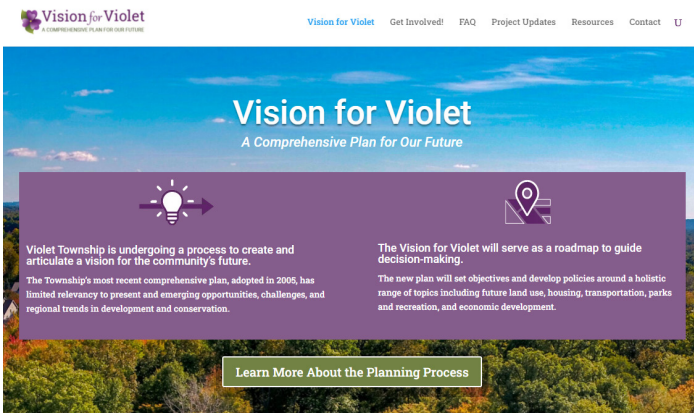 Vision for Violet
A COMPREHENSIVE PLAN FOR OUR FUTURE
Vision for Violet
Get Involved!
FAQ
Project Updates
Resources
Contact
Vision for Violet
A Comprehensive Plan for Our Future
Violet Township is undergoing a process to create and
articulate a vision for the community's future.
The Township's most recent comprehensive plan, adopted in 2005, has
limited relevancy to present and emerging opportunities, challenges, and
regional trends in development and conservation.
The Vision for Violet will serve as a roadmap to guide
decision-making.
The new plan will set objectives and develop policies around a holistic
range of topics including future land use, housing, transportation, parks
and recreation, and economic development.
Learn More About the Planning Process